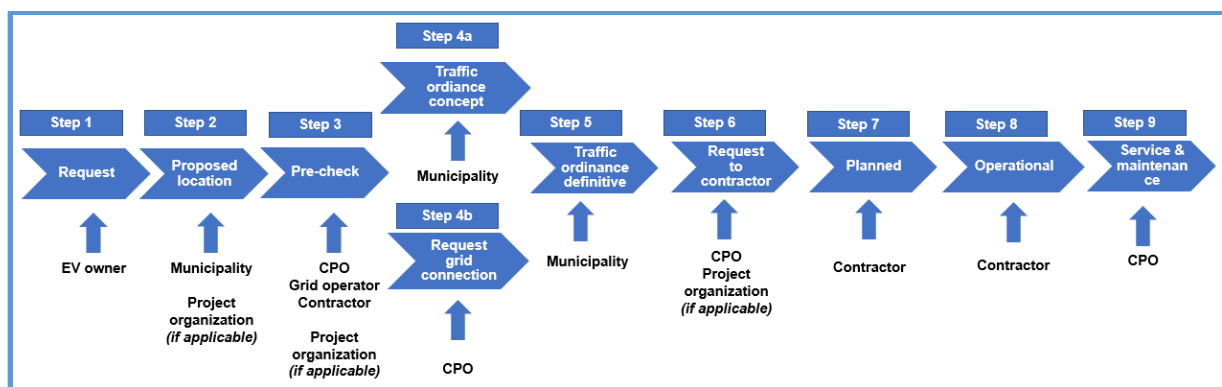 Step 1
Request
EV owner
Step 2
Proposed
location
Municipality
Project
organization
(if applicable)
Step 3
Pre-check
CPO
Grid operator
Contractor
Project
organization
(if applicable)
Step 4a
Traffic
ordiance
concept
Municipality
Step 4b
Request
grid
connection
CPO
Step 5
Traffic
ordinance
definitive
Municipality
Step 6
Request
to
contractor
CPO
Project
organization
(if applicable)
Step 7
Planned
Contractor
Step 8
Operational
Contractor
Step 9
Service &
maintenan
ce
CPO